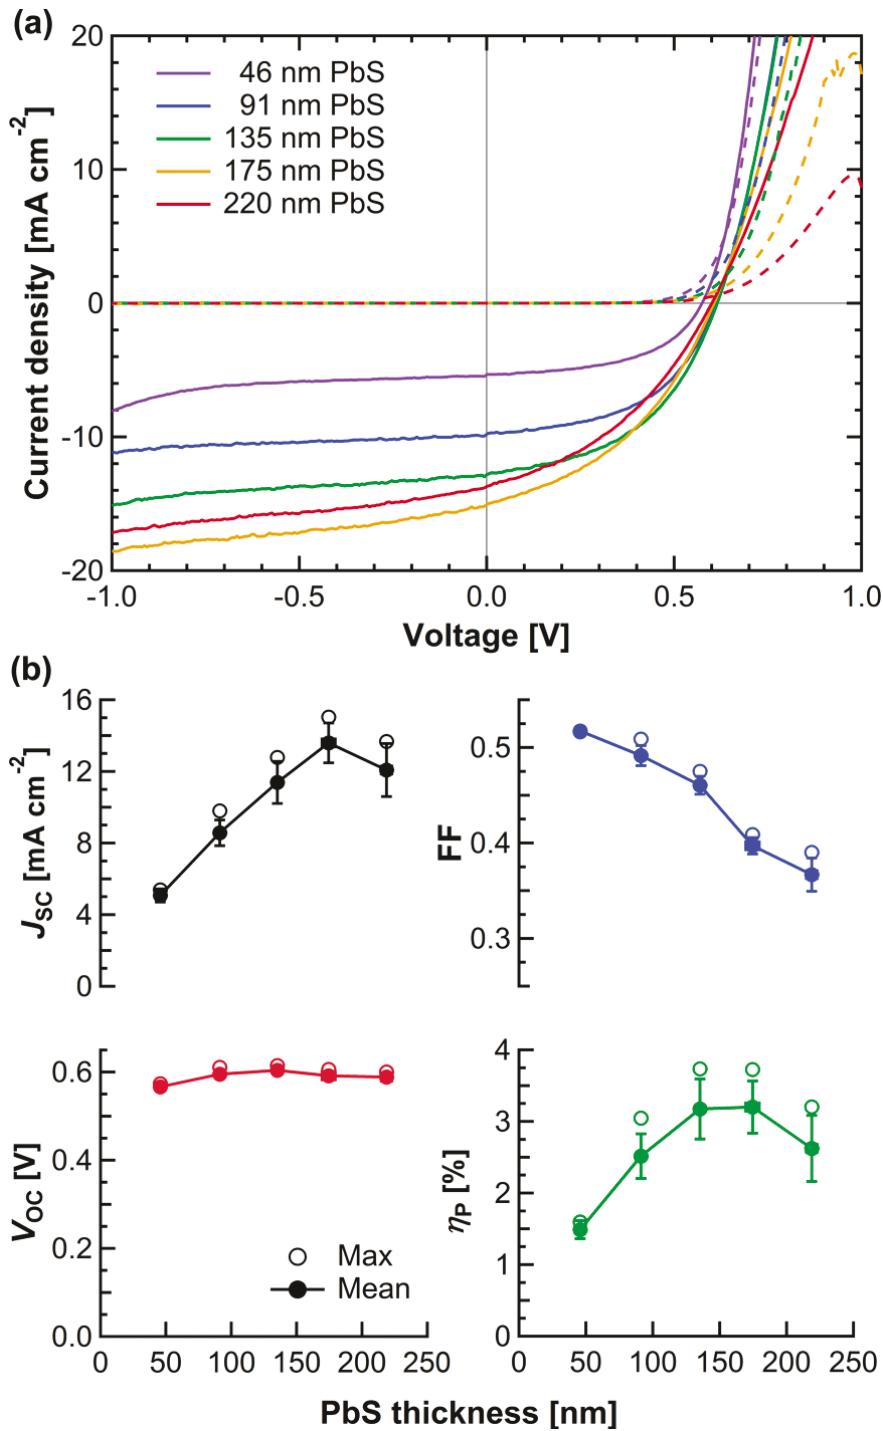 (a)
20
10
0
-10
-20
Current density [mA cm⁻²]
46 nm PbS
91 nm PbS
135 nm PbS
175 nm PbS
220 nm PbS
-1.0 -0.5 0.0 0.5 1.0
Voltage [V]
(b)
16
12
8
4
0
J_SC [mA cm⁻²]
0.5
0.4
0.3
FF
0.6
0.4
0.2
0.0
V_OC [V]
Max
Mean
0 50 100 150 200 250
4
3
2
1
0
η_P [%]
0 50 100 150 200 250
PbS thickness [nm]